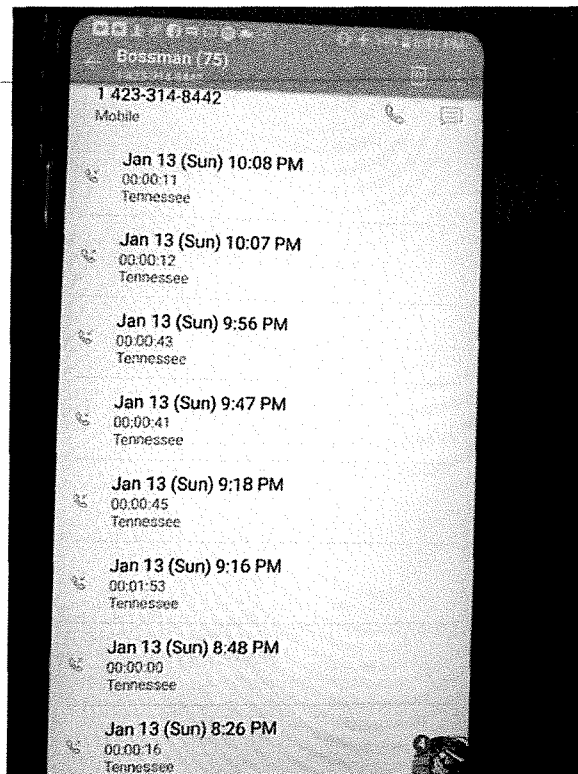 Bossman (75)
1 423-314-8442
Mobile
Jan 13 (Sun) 10:08 PM
00:00:11
Tennessee
Jan 13 (Sun) 10:07 PM
00:00:12
Tennessee
Jan 13 (Sun) 9:56 PM
00:00:43
Tennessee
Jan 13 (Sun) 9:47 PM
00:00:41
Tennessee
Jan 13 (Sun) 9:18 PM
00:00:45
Tennessee
Jan 13 (Sun) 9:16 PM
00:01:53
Tennessee
Jan 13 (Sun) 8:48 PM
00:00:00
Tennessee
Jan 13 (Sun) 8:26 PM
00:00:16
Tennessee